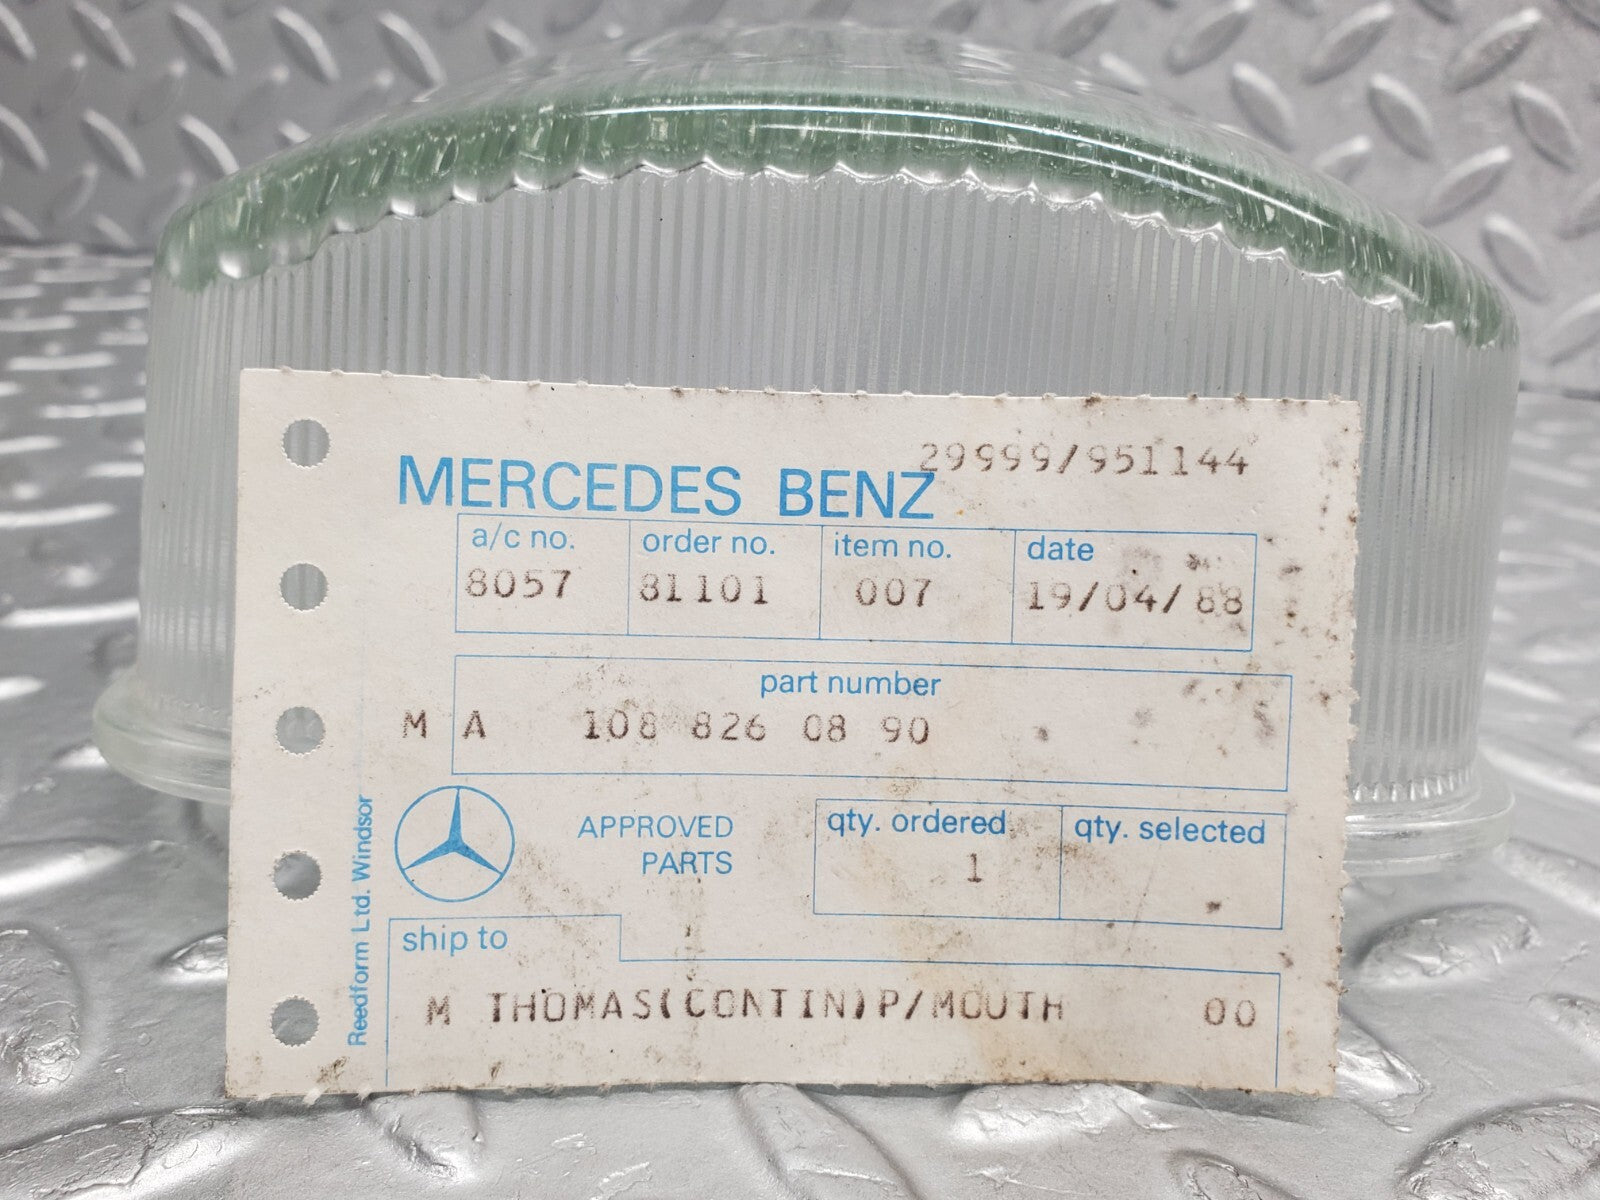 29999/951144
MERCEDES BENZ
a/c no. order no. item no. date
8057 81101 007 19/04/88
part number
M A 108 826 08 90
APPROVED
PARTS
qty. ordered qty. selected
1
ship to
M THOMAS(CONTIN)P/MOUTH 00
Reedform Ltd. Windsor